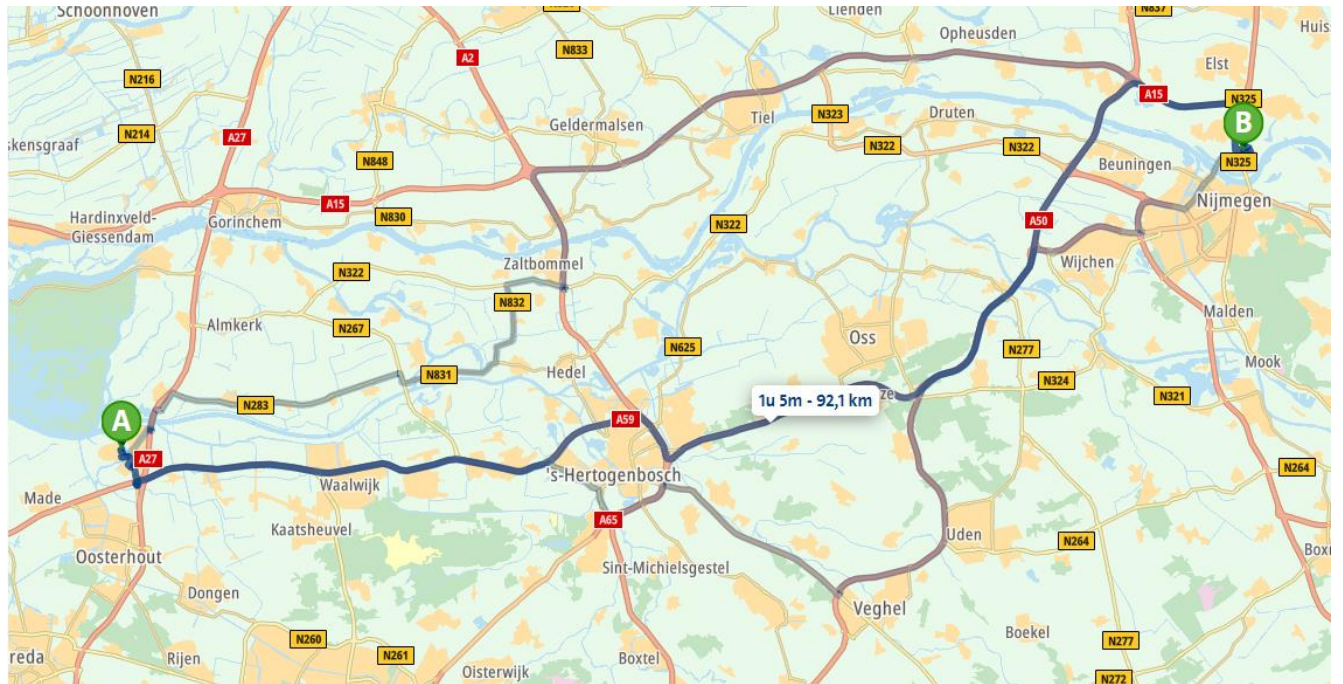 Schoonhoven
N216
A2
N833
Lienden
N837
Opheusden
Huis
Elst
N214
A27
Geldermalsen
Tiel
N323
Druten
A15
N325
B
skensgraaf
N848
N322
N322
Beuningen
N325
Nijmegen
A15
N830
Hardinxveld-
Giessendam
Gorinchem
N322
A50
Zaltbommel
N322
Wijchen
N832
Almkerk
N267
Oss
Malden
N625
N277
Mook
Hedel
N831
N324
N321
N283
1u 5m - 92,1 km
ze
A
A59
A27
's-Hertogenbosch
N264
Made
Waalwijk
Kaatsheuvel
A65
Oosterhout
Uden
N264
Sint-Michielsgestel
Dongen
Veghel
Boekel
N260
N277
reda
Rijen
N261
Boxtel
Oisterwijk
N272